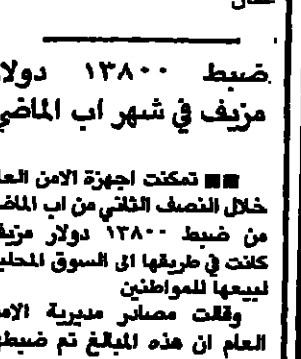 ضبط ١٣٨٠٠ دولار
مزيف في شهر اب الماضي
تمكنت اجهزة الامن العا
خلال النصف الثاني من اب الماض
من ضبط ١٣٨٠٠ دولار مزيف
كانت في طريقها الى السوق المحلي
لبيعها للمواطنين
وقالت مصادر مديرية الام
العام ان هذه المبالغ تم ضبطه